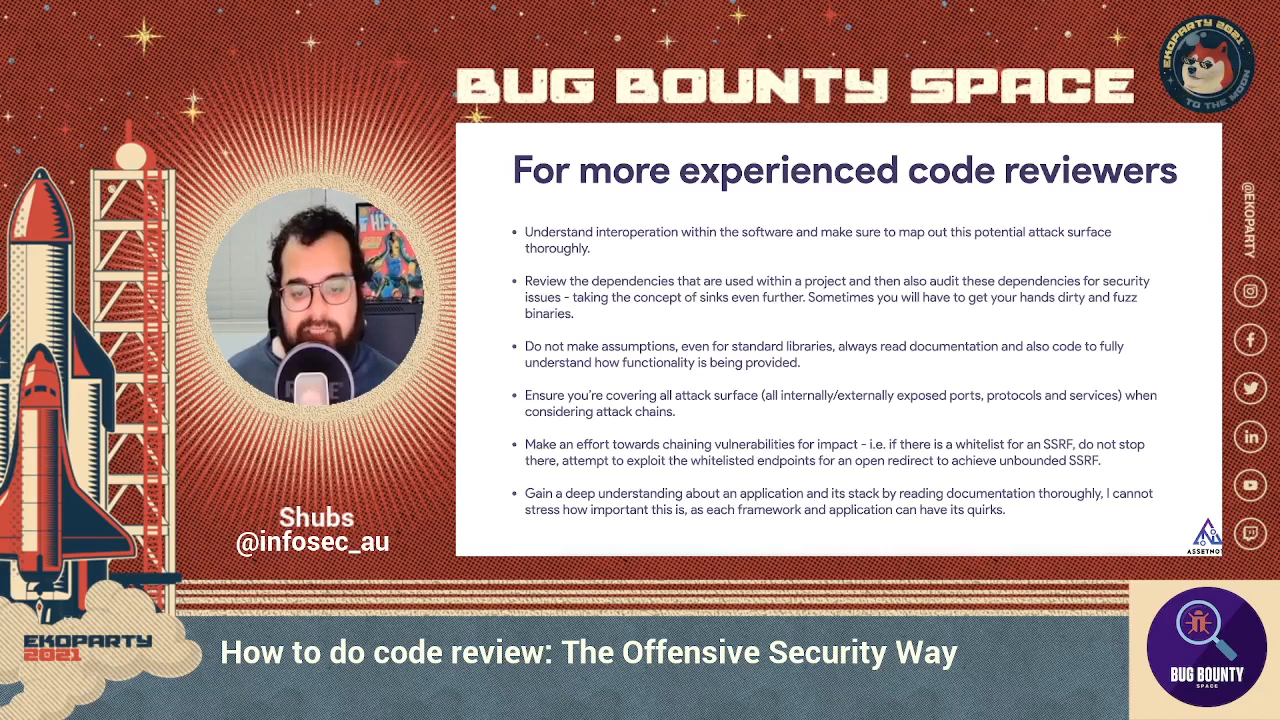 BUG BOUNTY SPACE
EKOPARTY 2021
TO THE MOON
For more experienced code reviewers
• Understand interoperation within the software and make sure to map out this potential attack surface
thoroughly.
• Review the dependencies that are used within a project and then also audit these dependencies for security
issues - taking the concept of sinks even further. Sometimes you will have to get your hands dirty and fuzz
binaries.
• Do not make assumptions, even for standard libraries, always read documentation and also code to fully
understand how functionality is being provided.
• Ensure you're covering all attack surface (all internally/externally exposed ports, protocols and services) when
considering attack chains.
• Make an effort towards chaining vulnerabilities for impact - i.e. if there is a whitelist for an SSRF, do not stop
there, attempt to exploit the whitelisted endpoints for an open redirect to achieve unbounded SSRF.
• Gain a deep understanding about an application and its stack by reading documentation thoroughly, I cannot
stress how important this is, as each framework and application can have its quirks.
ASSETNOT
@EKOPARTY
Shubs
@infosec_au
EKOPARTY
2021
How to do code review: The Offensive Security Way
BUG BOUNTY
SPACE